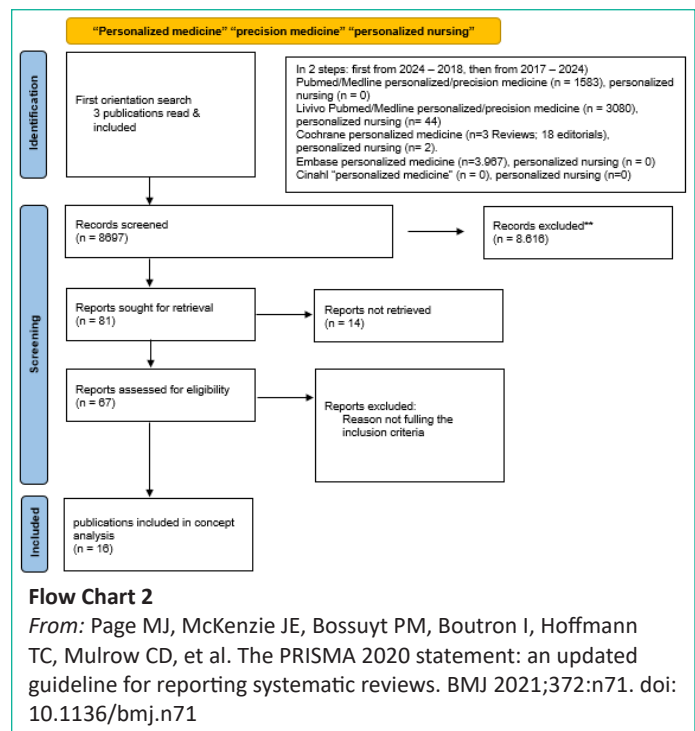 “Personalized medicine” “precision medicine” “personalized nursing”
Identification
First orientation search
3 publications read &
included
In 2 steps: first from 2024 – 2018, then from 2017 – 2024)
Pubmed/Medline personalized/precision medicine (n = 1583), personalized
nursing (n = 0)
Livivo Pubmed/Medline personalized/precision medicine (n = 3080),
personalized nursing (n= 44)
Cochrane personalized medicine (n=3 Reviews; 18 editorials),
personalized nursing (n= 2).
Embase personalized medicine (n=3.967), personalized nursing (n = 0)
Cinahl “personalized medicine” (n = 0), personalized nursing (n=0)
Screening
Records screened
(n = 8697)
Records excluded**
(n = 8.616)
Reports sought for retrieval
(n = 81)
Reports not retrieved
(n = 14)
Reports assessed for eligibility
(n = 67)
Reports excluded:
Reason not fulling the
inclusion criteria
Included
publications included in concept
analysis
(n = 16)
Flow Chart 2
From: Page MJ, McKenzie JE, Bossuyt PM, Boutron I, Hoffmann
TC, Mulrow CD, et al. The PRISMA 2020 statement: an updated
guideline for reporting systematic reviews. BMJ 2021;372:n71. doi:
10.1136/bmj.n71